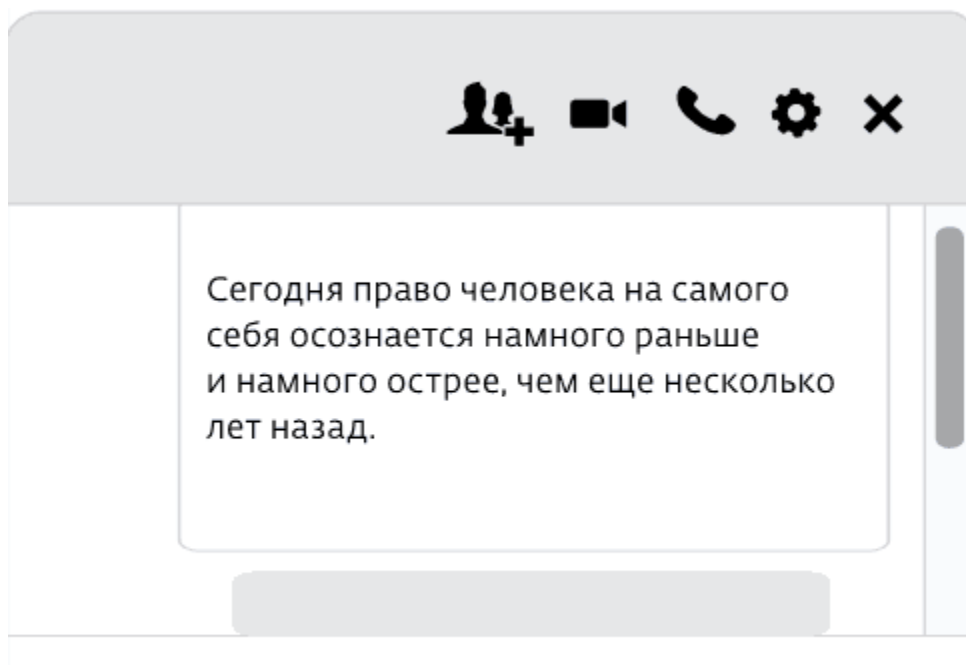 Сегодня право человека на самого
себя осознается намного раньше
и намного острее, чем еще несколько
лет назад.